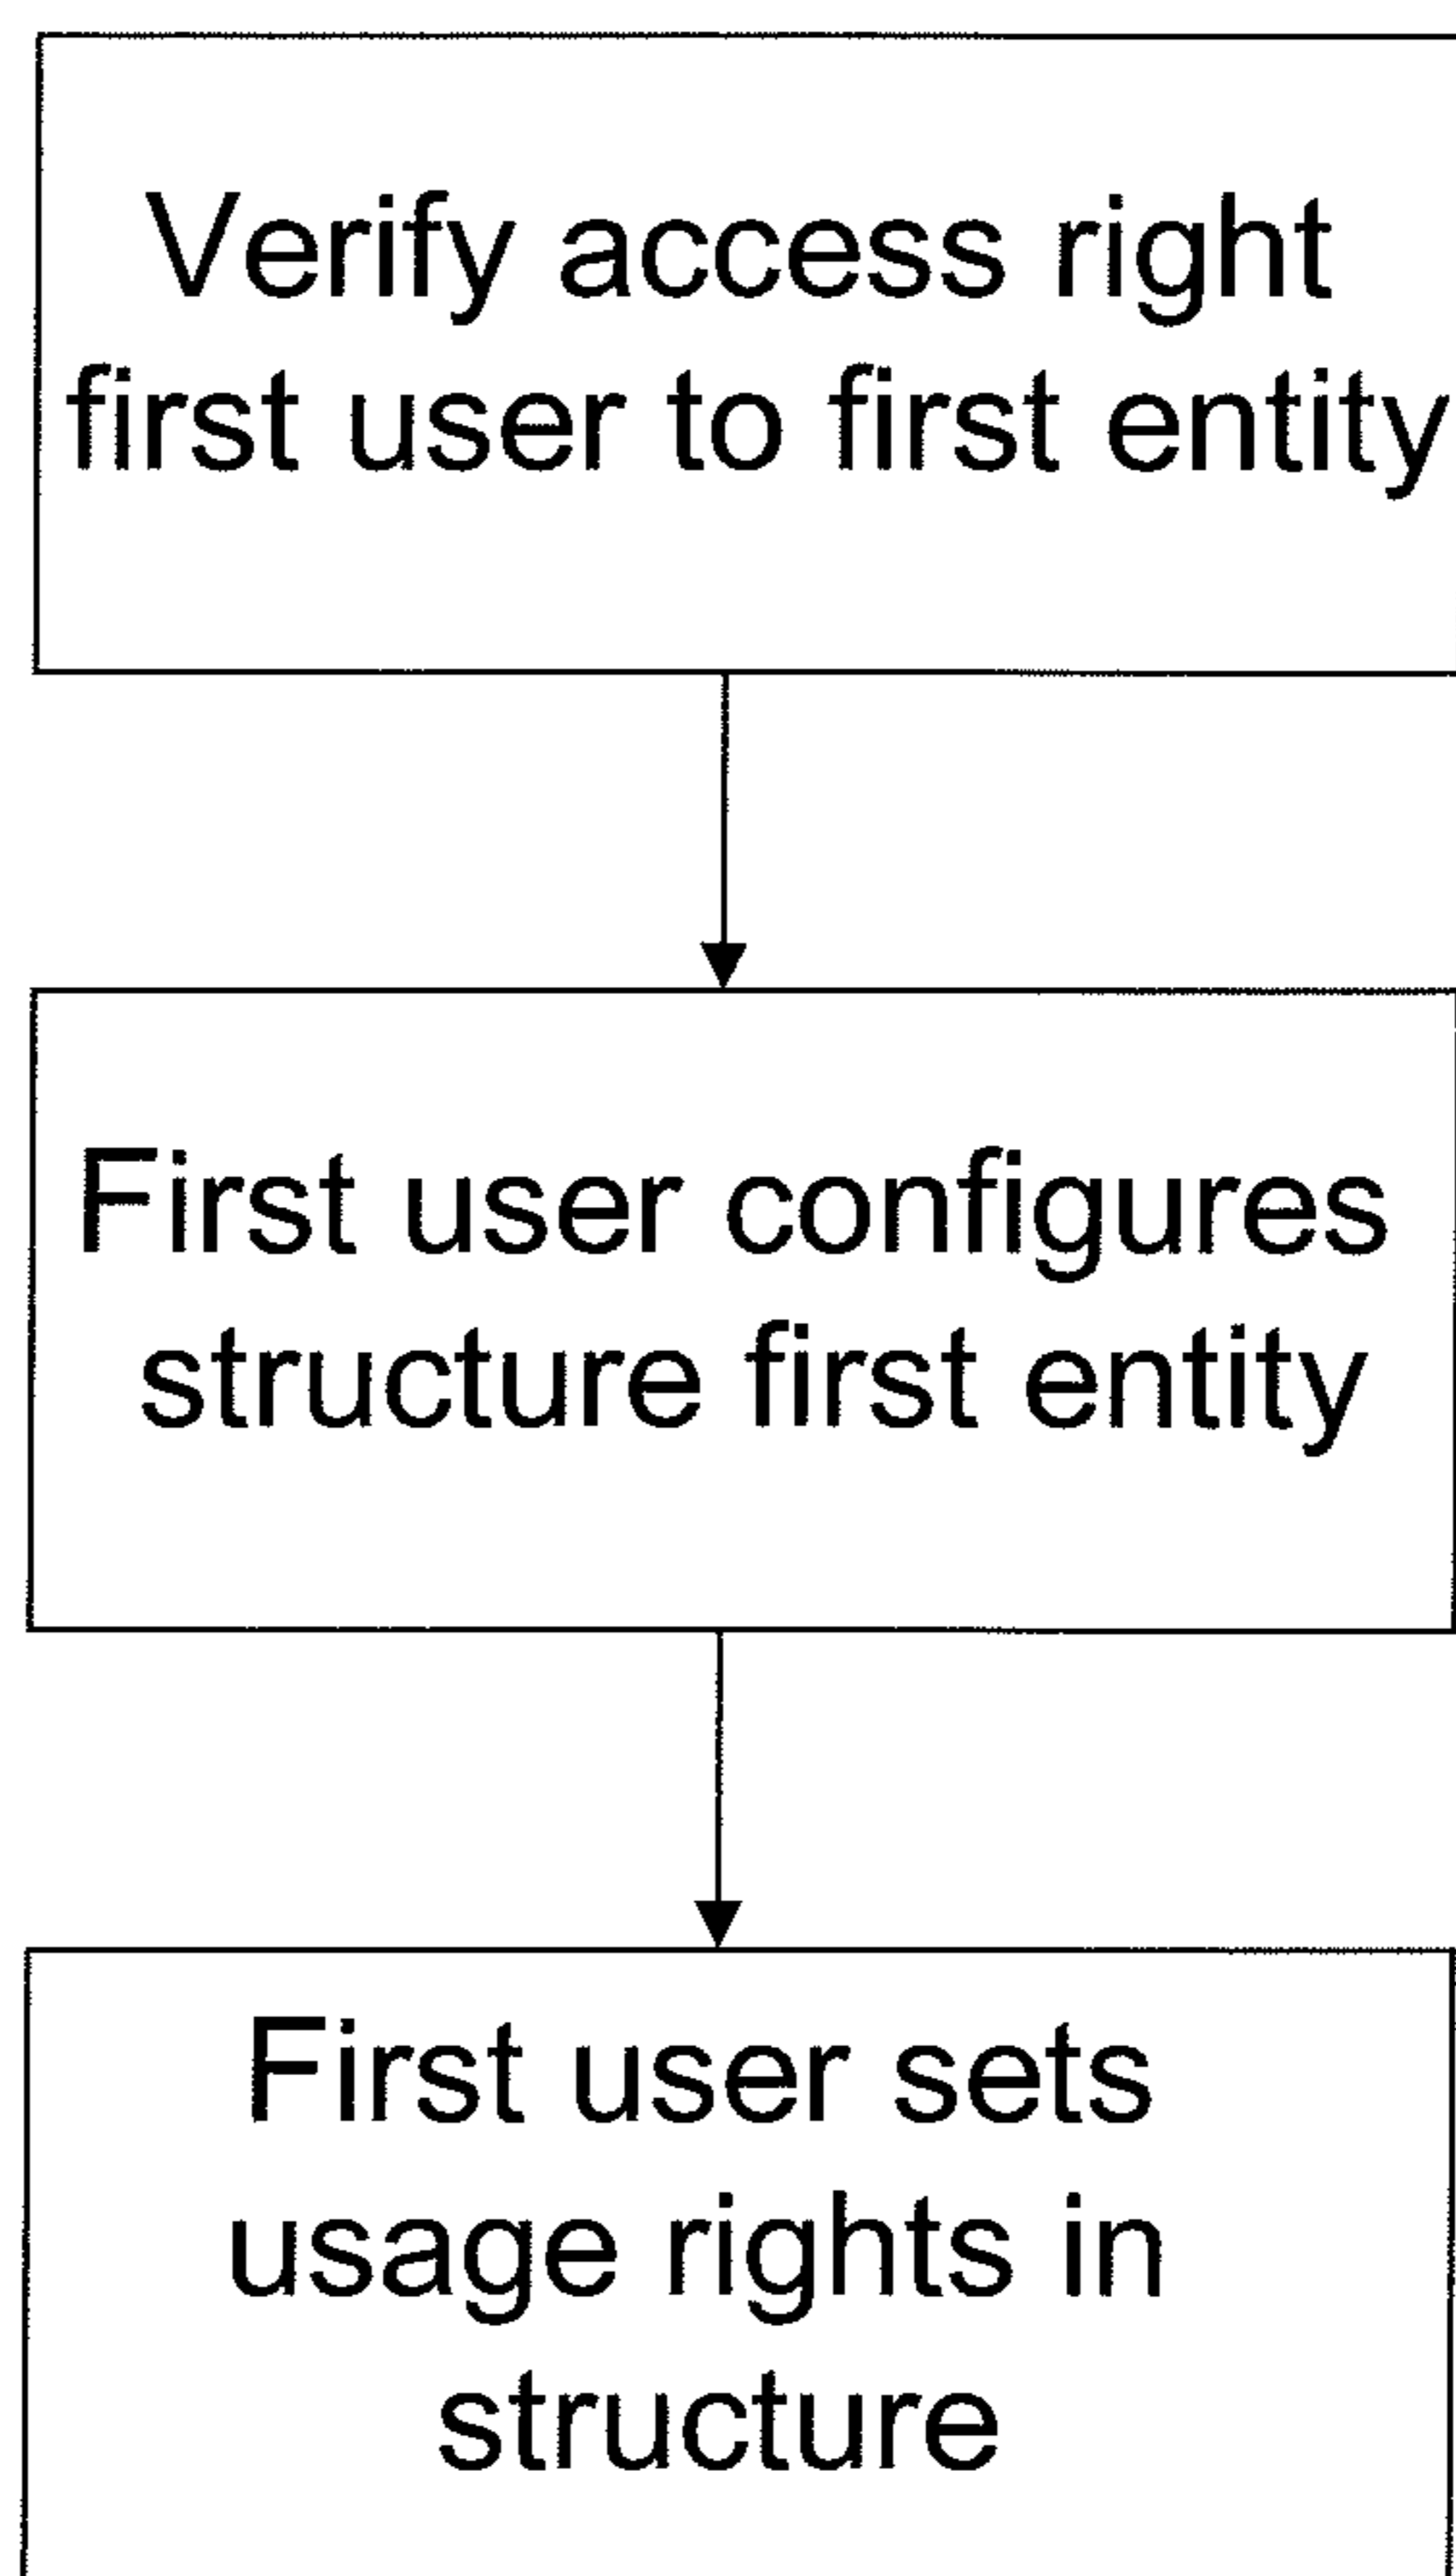 Verify access right
first user to first entity
First user configures
structure first entity
First user sets
usage rights in
structure